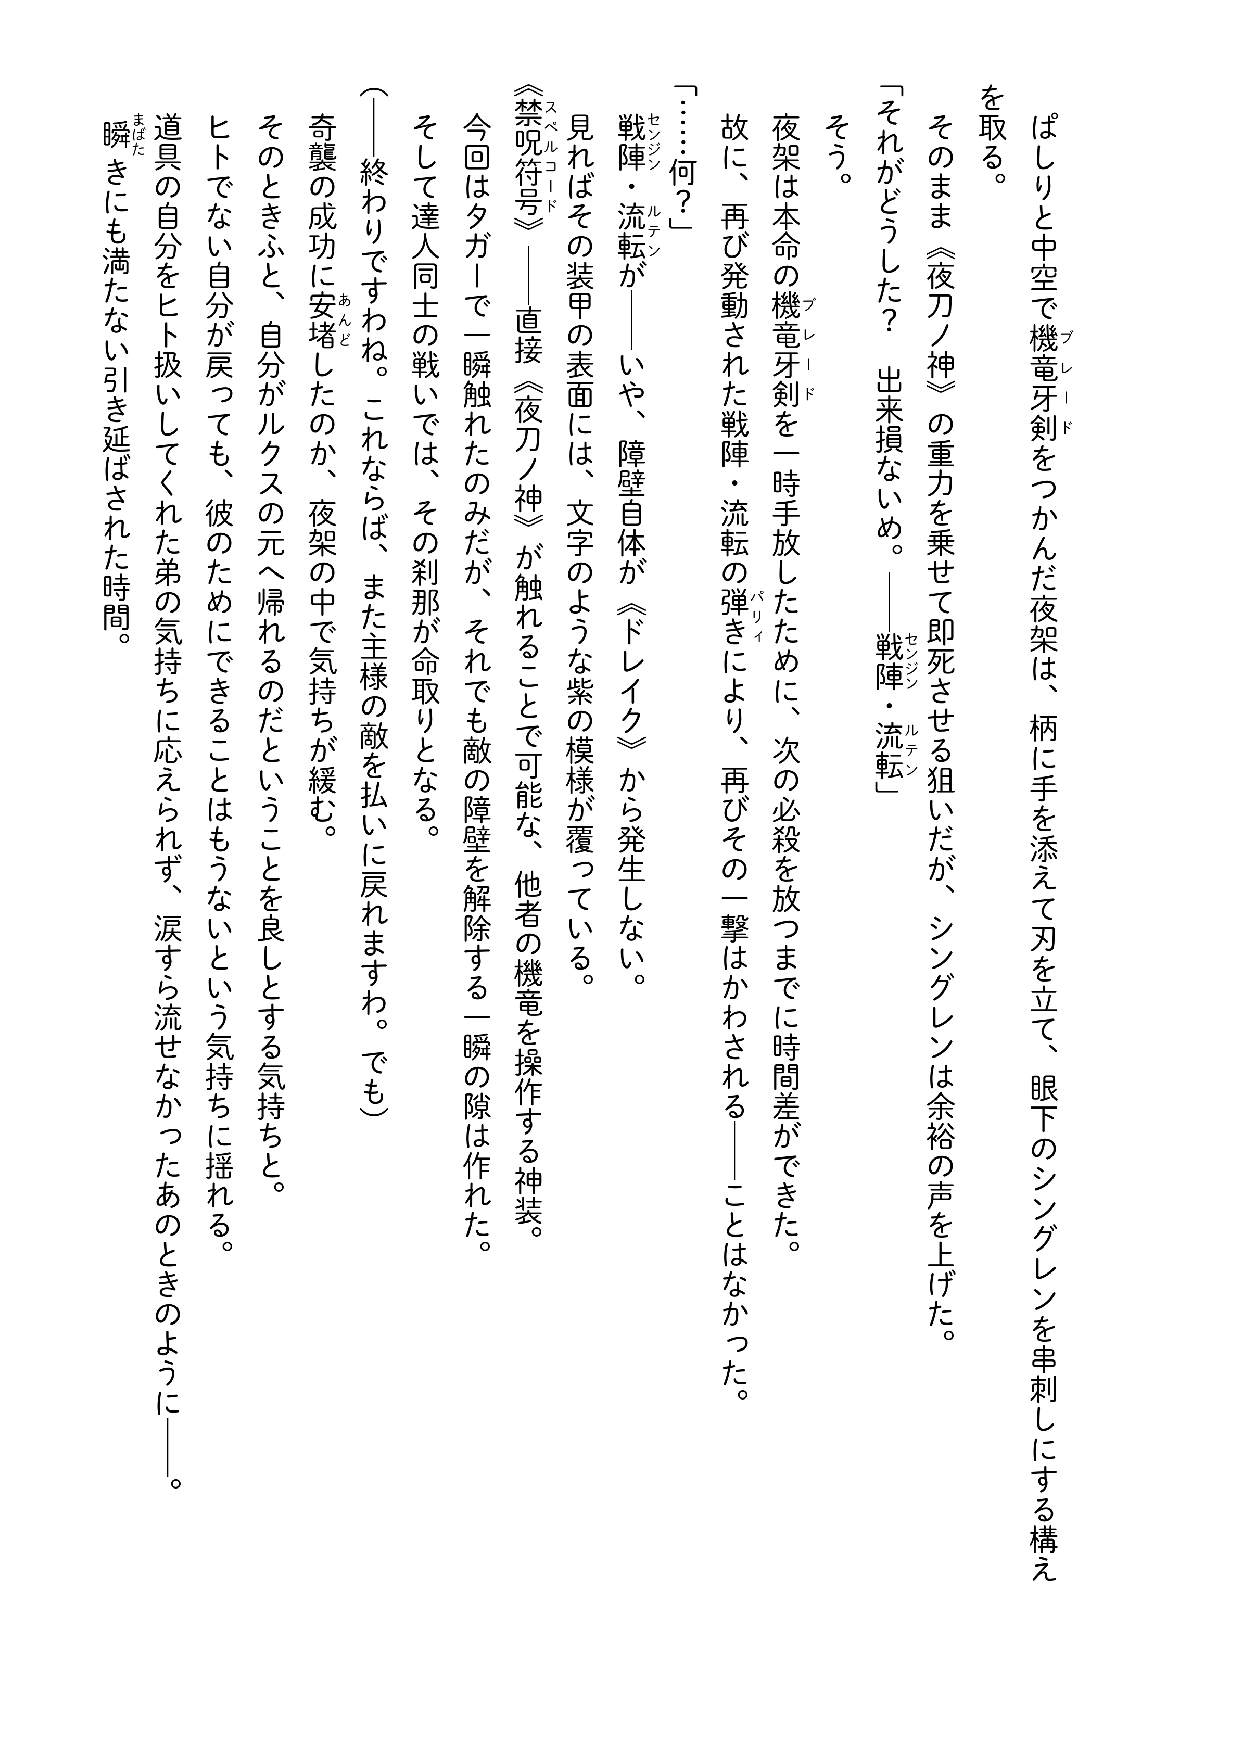 ぱしりと中空で機竜牙剣をつかんだ夜架は、柄に手を添えて刃を立て、眼下のシングレンを串刺しにする構え
を取る。
そのまま《夜刀ノ神》の重力を乗せて即死させる狙いだが、シングレンは余裕の声を上げた。
「それがどうした？　出来損ないめ。――戦陣・流転」
そう。
夜架は本命の機竜牙剣を一時手放したために、次の必殺を放つまでに時間差ができた。
故に、再び発動された戦陣・流転の弾きにより、再びその一撃はかわされる――ことはなかった。
「……何？」
戦陣・流転が――いや、障壁自体が《ドレイク》から発生しない。
見ればその装甲の表面には、文字のような紫の模様が覆っている。
《禁呪符号》――直接《夜刀ノ神》が触れることで可能な、他者の機竜を操作する神装。
今回はタガーで一瞬触れたのみだが、それでも敵の障壁を解除する一瞬の隙は作れた。
そして達人同士の戦いでは、その刹那が命取りとなる。
（――終わりですわね。これならば、また主様の敵を払いに戻れますわ。でも）
奇襲の成功に安堵したのか、夜架の中で気持ちが緩む。
そのときふと、自分がルクスの元へ帰れるのだということを良しとする気持ちと。
ヒトでない自分が戻っても、彼のためにできることはもうないという気持ちに揺れる。
道具の自分をヒト扱いしてくれた弟の気持ちに応えられず、涙すら流せなかったあのときのように――。
瞬きにも満たない引き延ばされた時間。